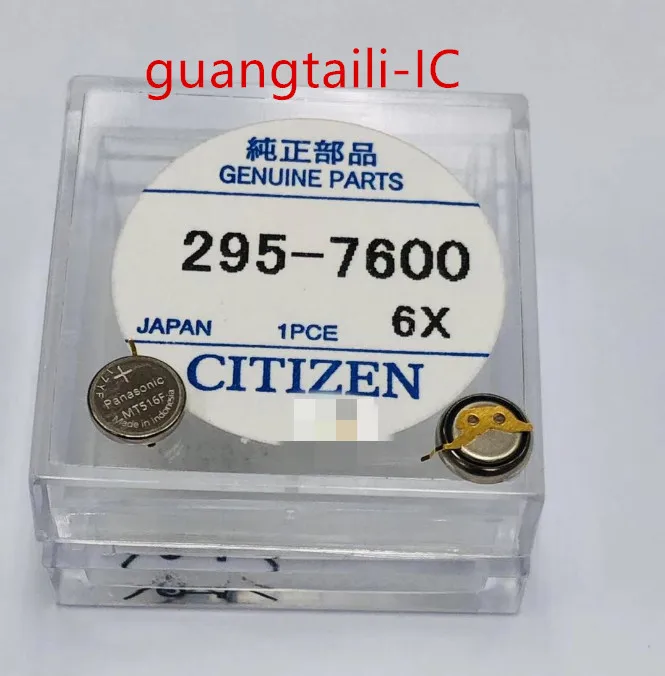 guangtaili-IC
純正部品
GENUINE PARTS
295-7600
JAPAN 1PCE 6X
CITIZEN
+
Panasonic
MT516F
Made in Indonesia